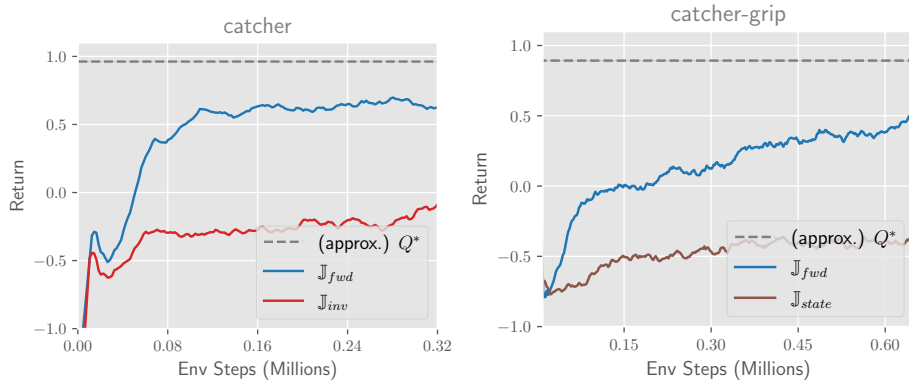 catcher
1.0
0.5
0.0
−0.5
−1.0
Return
0.00
0.08
0.16
0.24
0.32
Env Steps (Millions)
(approx.) Q*
𝕁fwd
𝕁inv
catcher-grip
1.0
0.5
0.0
−0.5
−1.0
Return
0.15
0.30
0.45
0.60
Env Steps (Millions)
(approx.) Q*
𝕁fwd
𝕁state